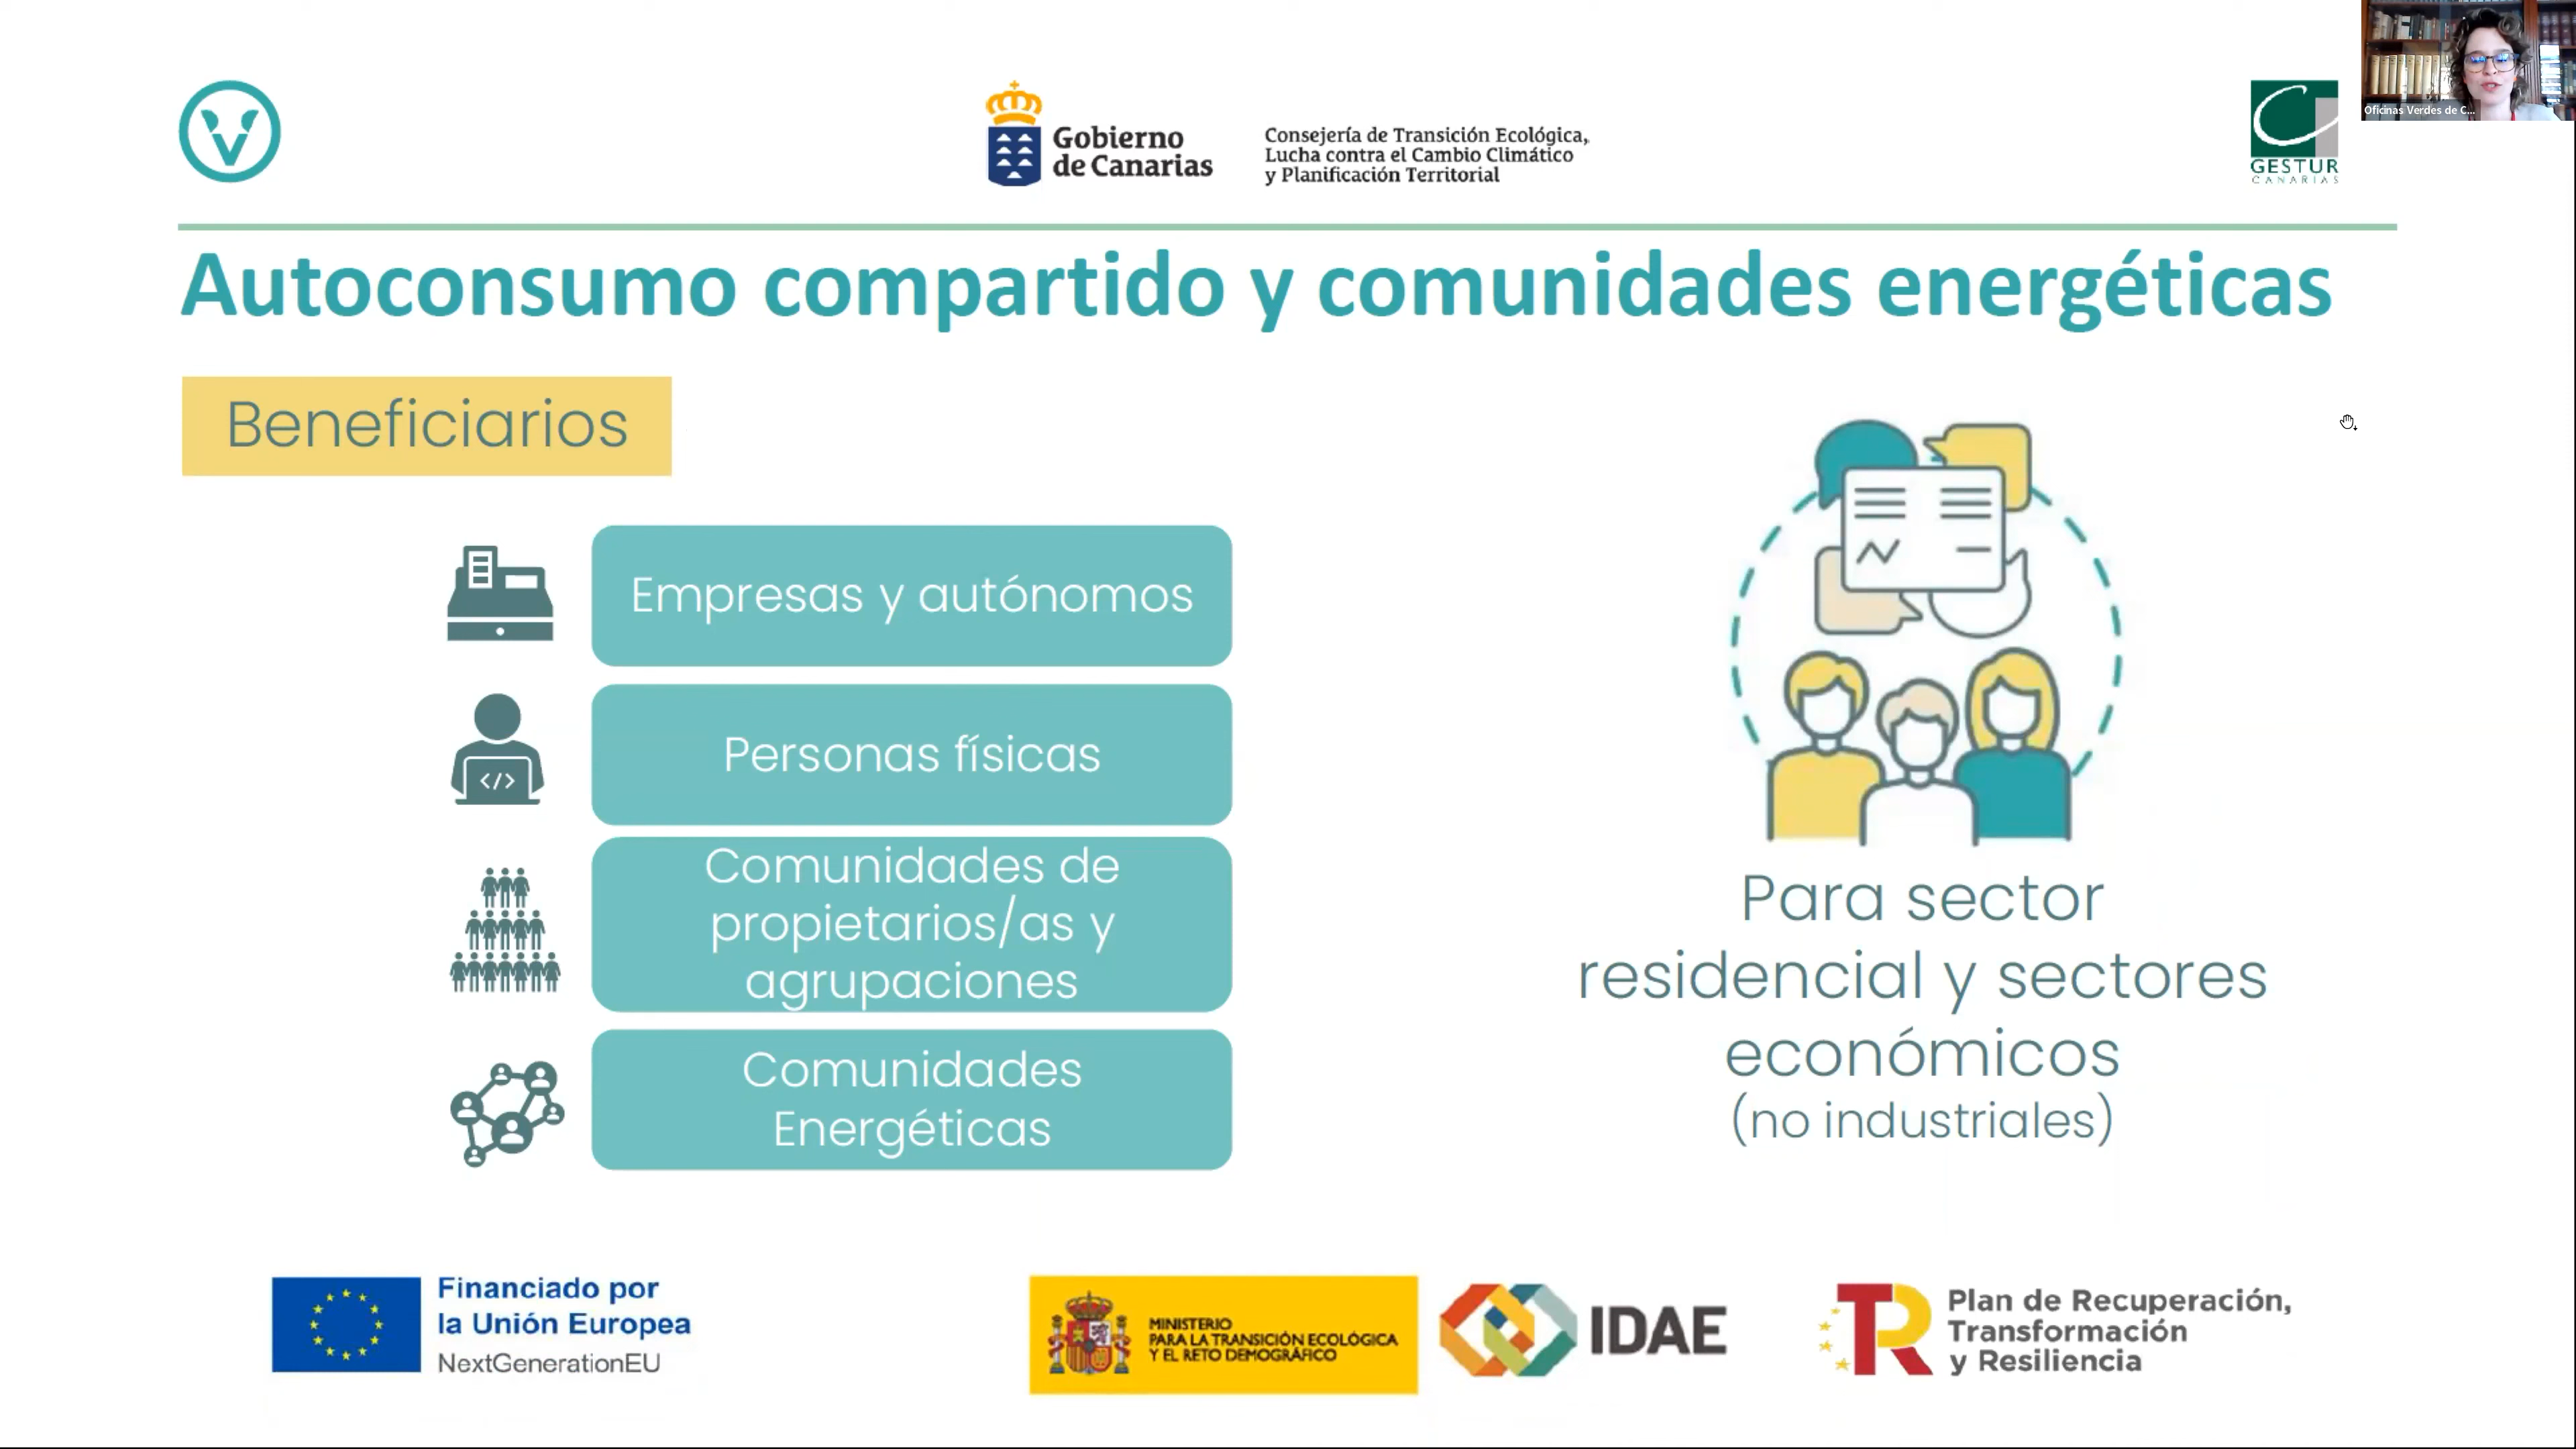 Oficinas Verdes de C...
Gobierno
de Canarias
Consejería de Transición Ecológica,
Lucha contra el Cambio Climático
y Planificación Territorial
GESTUR
CANARIAS
Autoconsumo compartido y comunidades energéticas
Beneficiarios
Empresas y autónomos
Personas físicas
Comunidades de
propietarios/as y
agrupaciones
Comunidades
Energéticas
Para sector
residencial y sectores
económicos
(no industriales)
Financiado por
la Unión Europea
NextGenerationEU
MINISTERIO
PARA LA TRANSICIÓN ECOLÓGICA
Y EL RETO DEMOGRÁFICO
IDAE
Plan de Recuperación,
Transformación
y Resiliencia